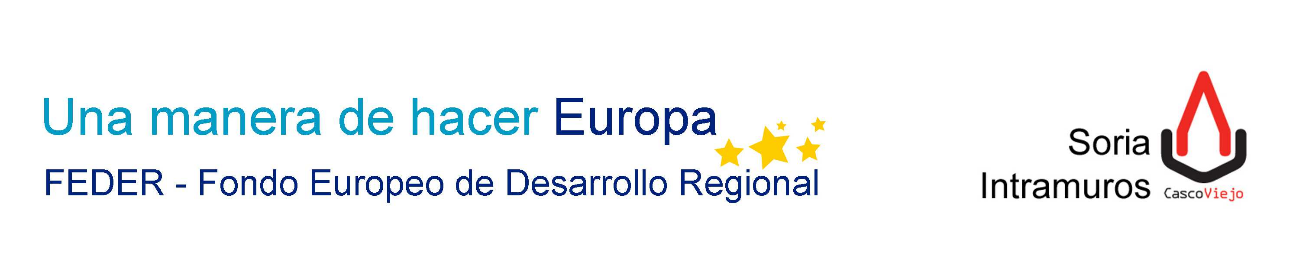 Una manera de hacer Europa
FEDER - Fondo Europeo de Desarrollo Regional
Soria
Intramuros
CascoViejo